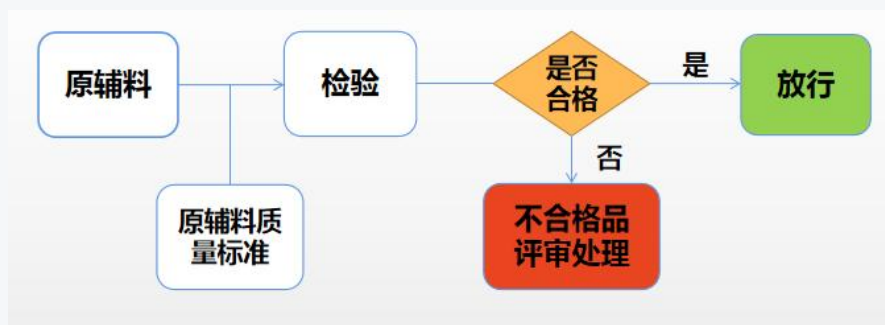 原辅料
检验
是否
合格
是
放行
否
原辅料质
量标准
不合格品
评审处理